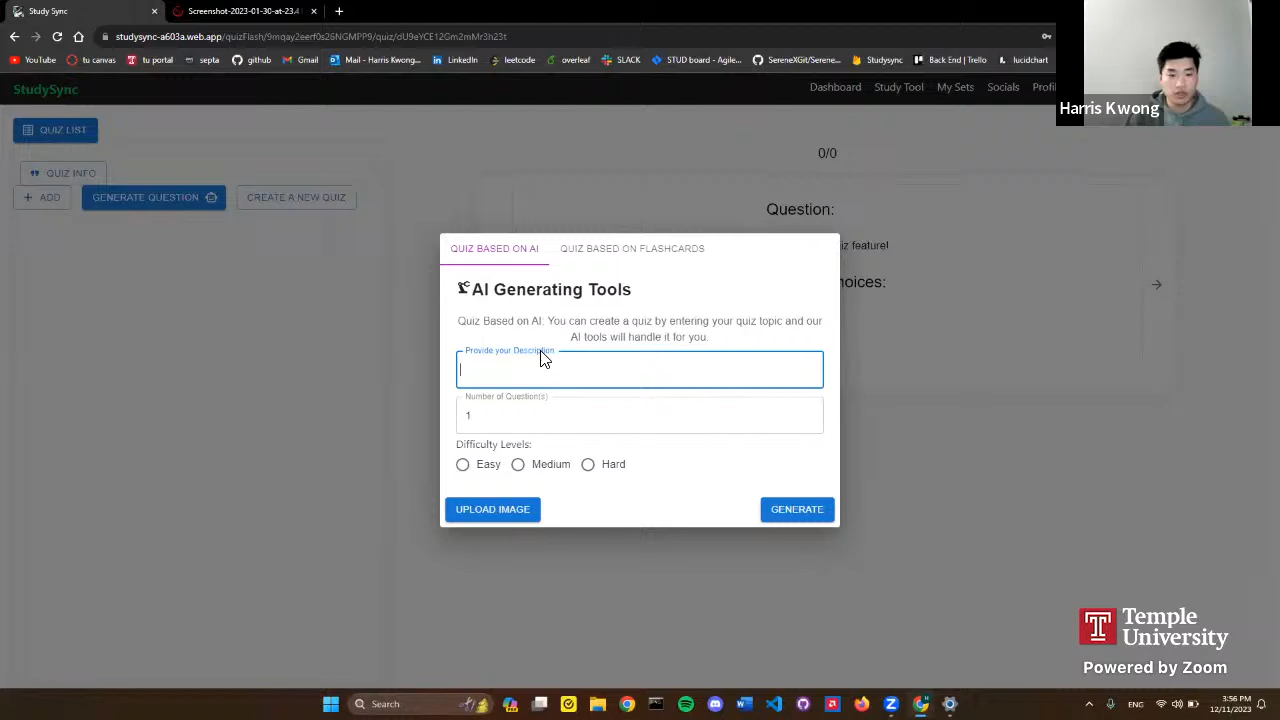 Study Sync
Screenshot-2023-01-30-at-23.4
studysync-a603a.web.app/quizFlash/9mqay2eerf0s26NGMPP9/quiz/dU9eYCE12Gm2mMr3h23t
YouTube
tu canvas
tu portal
septa
github
Gmail
Mail - Harris Kwong...
LinkedIn
leetcode
overleaf
SLACK
STUD board - Agile...
SereneXGit/Serene...
Studysync
Back End | Trello
lucidchart
StudySync
Dashboard
Study Tool
My Sets
Socials
Profil
Harris Kwong
QUIZ LIST
0/0
QUIZ INFO
ADD
GENERATE QUESTION
CREATE A NEW QUIZ
Question:
iz feature!
hoices:
QUIZ BASED ON AI
QUIZ BASED ON FLASHCARDS
AI Generating Tools
Quiz Based on AI: You can create a quiz by entering your quiz topic and our
AI tools will handle it for you.
Provide your Description
Number of Question(s)
1
Difficulty Levels:
Easy
Medium
Hard
UPLOAD IMAGE
GENERATE
Temple
University
Powered by Zoom
Search
ENG
3:56 PM
12/11/2023